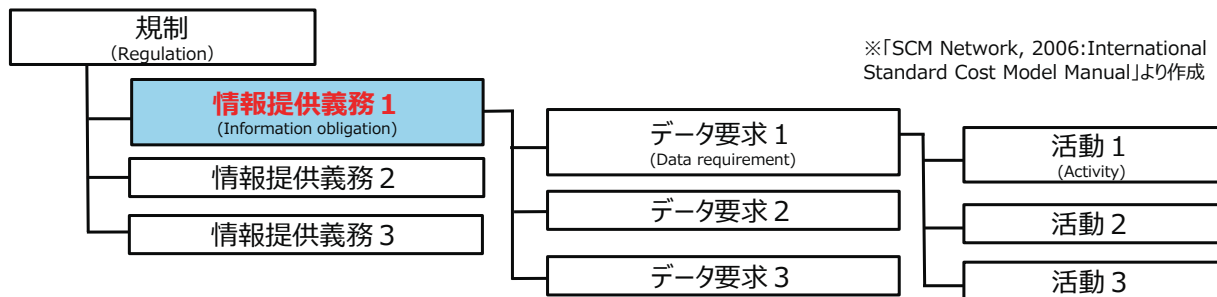 規制
(Regulation)
※「SCM Network, 2006:International
Standard Cost Model Manual」より作成
情報提供義務1
(Information obligation)
情報提供義務2
情報提供義務3
データ要求1
(Data requirement)
データ要求2
データ要求3
活動1
(Activity)
活動2
活動3